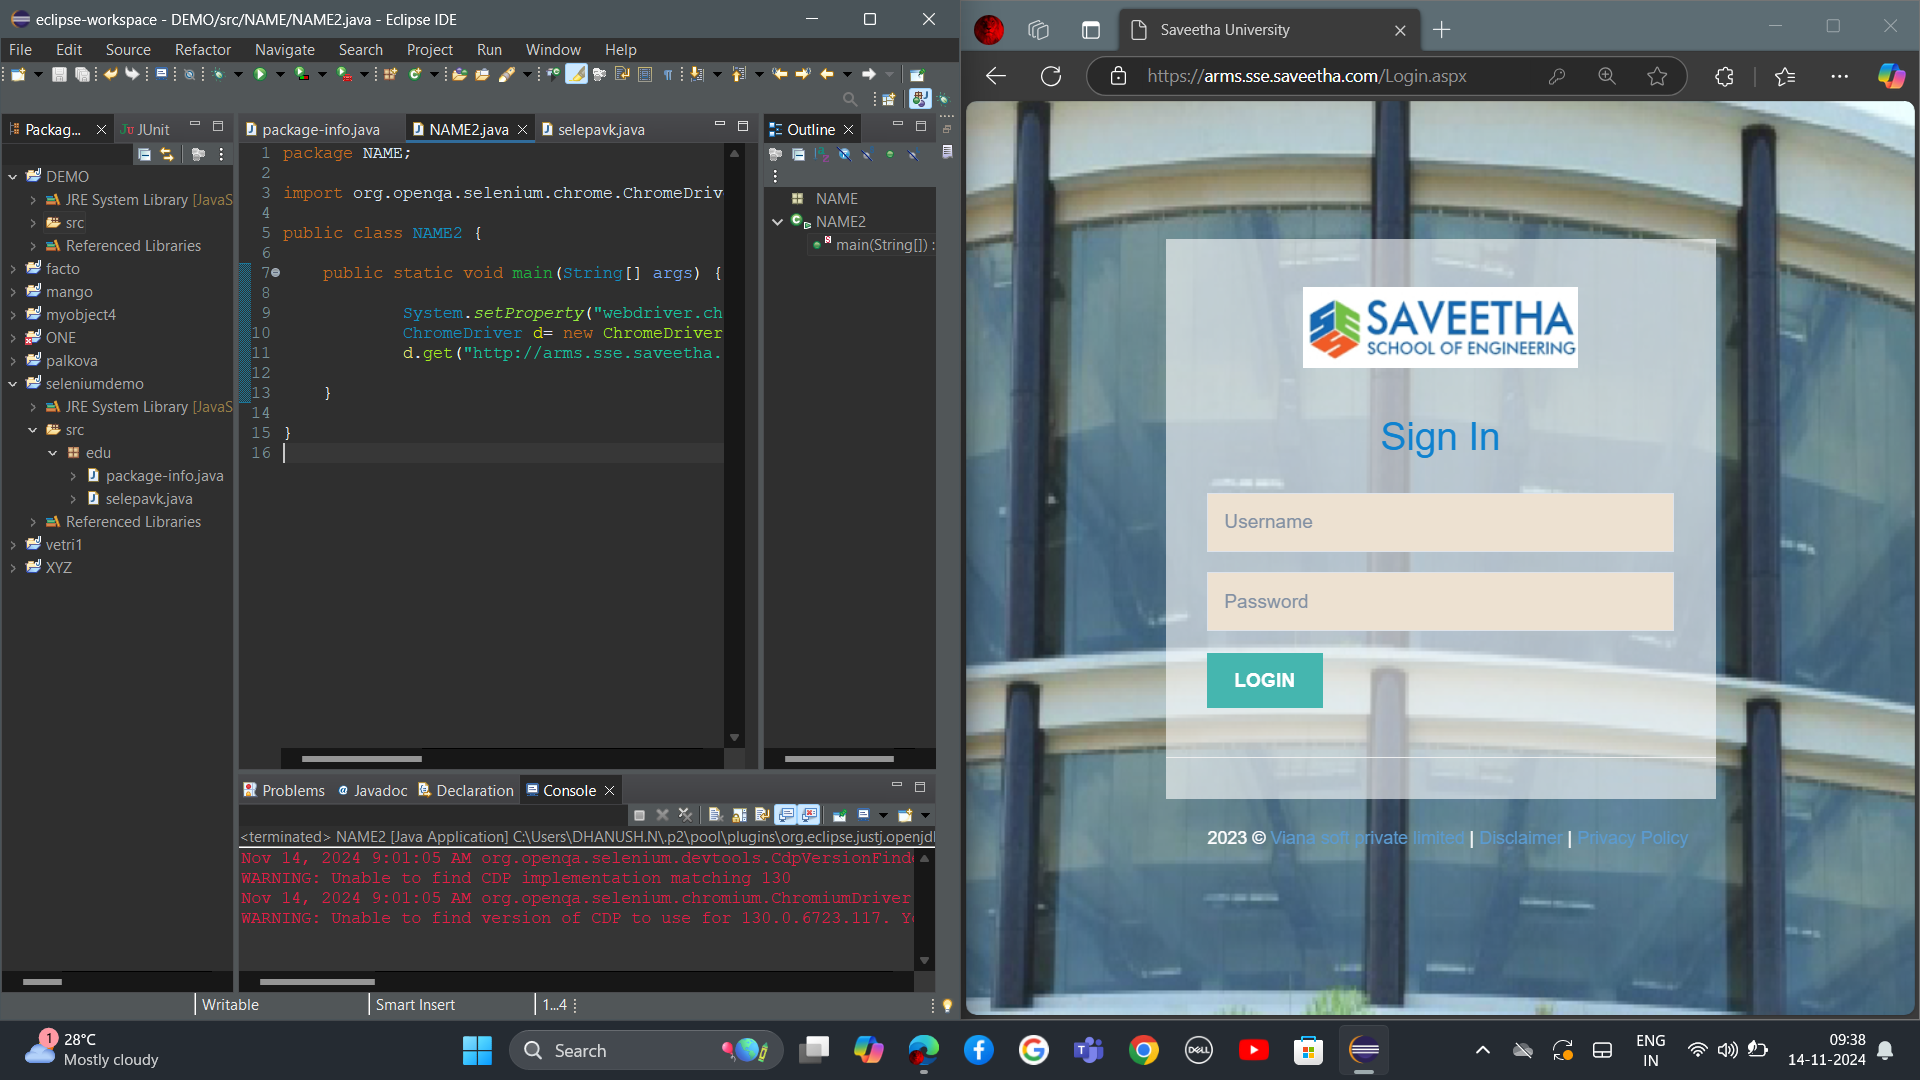 eclipse-workspace - DEMO/src/NAME/NAME2.java - Eclipse IDE
File Edit Source Refactor Navigate Search Project Run Window Help
Packag... JUnit
DEMO
JRE System Library [JavaS
src
Referenced Libraries
facto
mango
myobject4
ONE
palkova
seleniumdemo
JRE System Library [JavaS
src
edu
package-info.java
selepavk.java
Referenced Libraries
vetri1
XYZ
package-info.java NAME2.java selepavk.java
1 package NAME;
2
3 import org.openqa.selenium.chrome.ChromeDriv
4
5 public class NAME2 {
6
7 public static void main(String[] args) {
8
9 System.setProperty("webdriver.ch
10 ChromeDriver d= new ChromeDriver
11 d.get("http://arms.sse.saveetha.
12
13 }
14
15 }
16
Outline
NAME
NAME2
main(String[]) :
Problems Javadoc Declaration Console
<terminated> NAME2 [Java Application] C:\Users\DHANUSH.N\.p2\pool\plugins\org.eclipse.justj.openjdl
Nov 14, 2024 9:01:05 AM org.openqa.selenium.devtools.CdpVersionFinde
WARNING: Unable to find CDP implementation matching 130
Nov 14, 2024 9:01:05 AM org.openqa.selenium.chromium.ChromiumDriver
WARNING: Unable to find version of CDP to use for 130.0.6723.117. Y
Writable Smart Insert 1...4
Saveetha University
https://arms.sse.saveetha.com/Login.aspx
SAVEETHA
SCHOOL OF ENGINEERING
Sign In
Username
Password
LOGIN
2023 © Viana soft private limited | Disclaimer | Privacy Policy
1
28°C
Mostly cloudy
Search
DELL
ENG
IN
09:38
14-11-2024